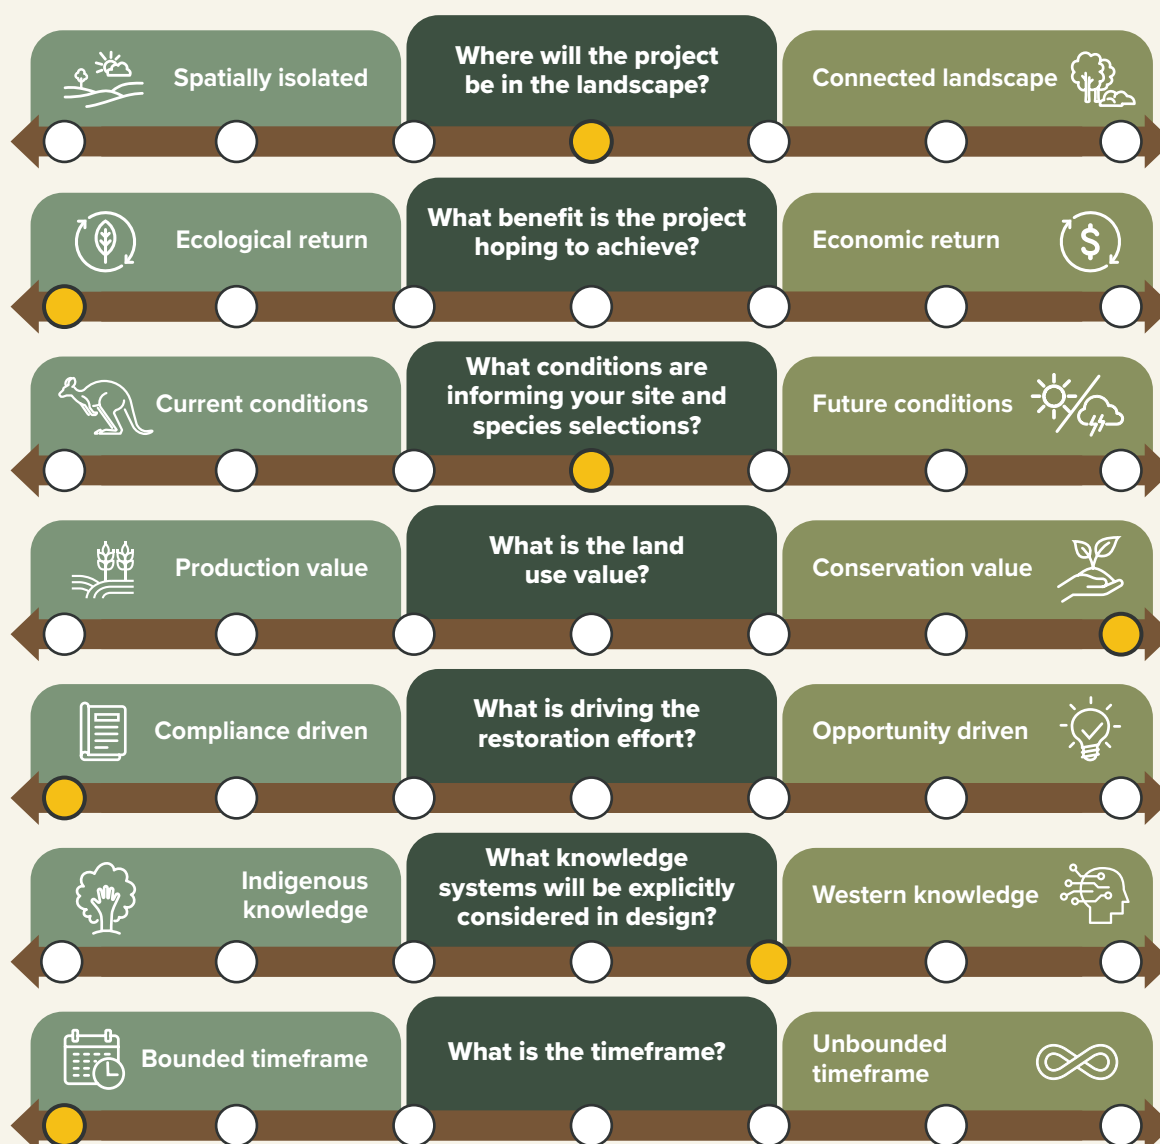 Spatially isolated
Where will the project
be in the landscape?
Connected landscape
Ecological return
What benefit is the project
hoping to achieve?
Economic return
$
Current conditions
What conditions are
informing your site and
species selections?
Future conditions
Production value
What is the land
use value?
Conservation value
Compliance driven
What is driving the
restoration effort?
Opportunity driven
Indigenous
knowledge
What knowledge
systems will be explicitly
considered in design?
Western knowledge
Bounded timeframe
What is the timeframe?
Unbounded
timeframe